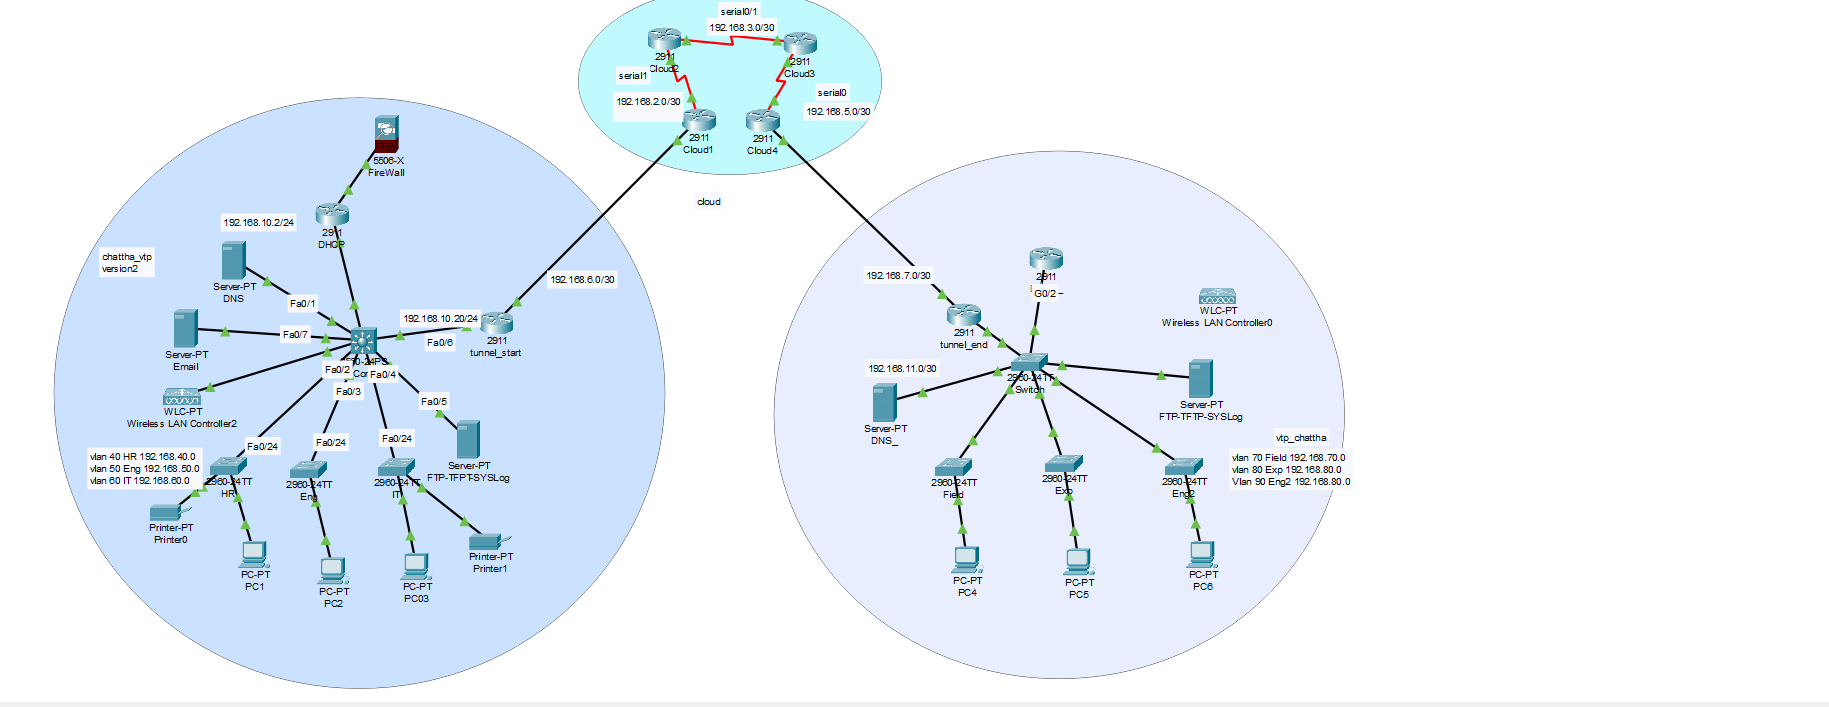 serial0/1
192.168.3.0/30
2911
Cloud2
2911
Cloud3
serial1
192.168.2.0/30
serial0
192.168.5.0/30
2911
Cloud1
2911
Cloud4
cloud
5506-X
FireWall
192.168.10.2/24
2911
DHCP
chattha_vtp
version2
Server-PT
DNS
Fa0/1
192.168.6.0/30
Server-PT
Email
Fa0/7
192.168.10.20/24
Fa0/6
2911
tunnel_start
Fa0/2
Fa0/4
Fa0/3
WLC-PT
Wireless LAN Controller2
Fa0/5
Server-PT
FTP-TFPT-SYSLog
Fa0/24
Fa0/24
Fa0/24
vlan 40 HR 192.168.40.0
vlan 50 Eng 192.168.50.0
vlan 60 IT 192.168.60.0
2960-24TT
HR
2960-24TT
Eng
2960-24TT
IT
Printer-PT
Printer0
Printer-PT
Printer1
PC-PT
PC1
PC-PT
PC2
PC-PT
PC03
192.168.7.0/30
2911
G0/2
WLC-PT
Wireless LAN Controller0
2911
tunnel_end
192.168.11.0/30
2960-24TT
Switch
Server-PT
DNS_
Server-PT
FTP-TFTP-SYSLog
vtp_chattha
vlan 70 Field 192.168.70.0
vlan 80 Exp 192.168.80.0
Vlan 90 Eng2 192.168.80.0
2960-24TT
Field
2960-24TT
Exp
2960-24TT
Eng2
PC-PT
PC4
PC-PT
PC5
PC-PT
PC6